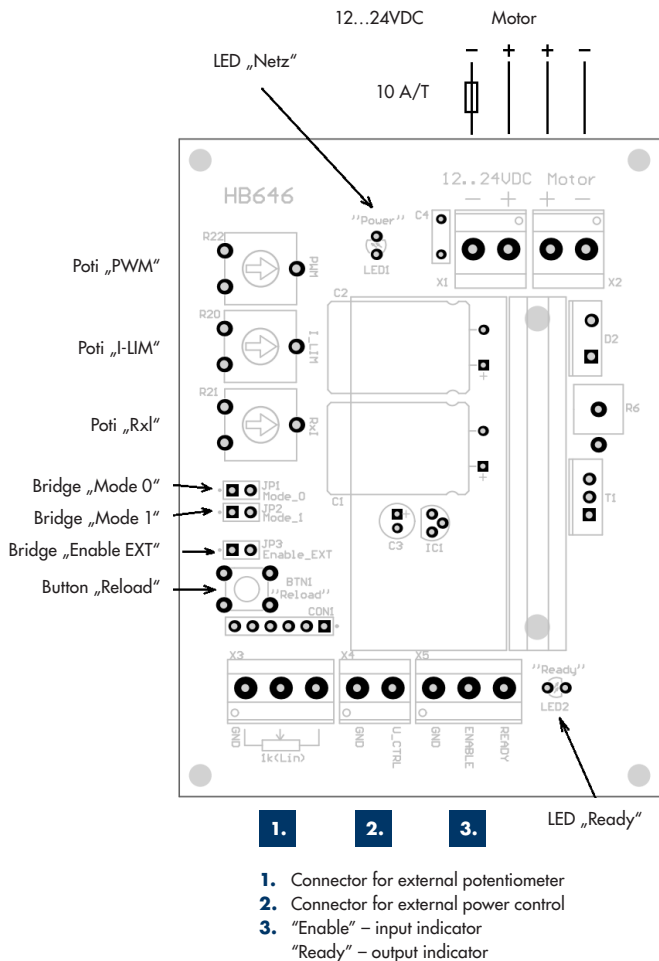 12...24VDC Motor
– + + –
LED „Netz“
10 A/T
HB646
12..24VDC Motor
– + + –
"Power"
C4
LED1
X1
X2
R22
PWM
Poti „PWM“
C2
R20
I_LIM
Poti „I-LIM“
D2
R21
RxI
Poti „RxI“
R6
+
+
Bridge „Mode 0“
JP1
Mode_0
C1
T1
Bridge „Mode 1“
JP2
Mode_1
+
C3
IC1
Bridge „Enable EXT“
JP3
Enable_EXT
Button „Reload“
BTN1
"Reload"
CON1
X3
X4
X5
"Ready"
LED2
GND
Ik(Lin)
GND
U_CTRL
GND
ENABLE
READY
LED „Ready“
1. 2. 3.
1. Connector for external potentiometer
2. Connector for external power control
3. “Enable” – input indicator
“Ready” – output indicator